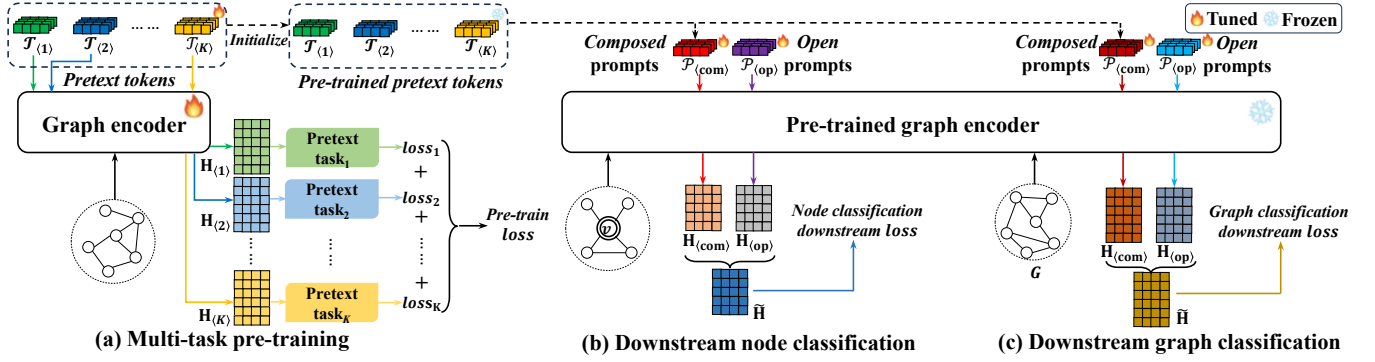 𝒯⟨1⟩ 𝒯⟨2⟩ ...... 𝒯⟨K⟩
Pretext tokens
Initialize
𝒯⟨1⟩ 𝒯⟨2⟩ ...... 𝒯⟨K⟩
Pre-trained pretext tokens
Graph encoder
H⟨1⟩
Pretext
task₁
loss₁
+
H⟨2⟩
Pretext
task₂
loss₂
+
+
H⟨K⟩
Pretext
task_K
loss_K
Pre-train
loss
(a) Multi-task pre-training
Tuned Frozen
Composed
prompts
𝒫⟨com⟩
Open
prompts
𝒫⟨op⟩
Composed
prompts
𝒫⟨com⟩
Open
prompts
𝒫⟨op⟩
Pre-trained graph encoder
v
H⟨com⟩ H⟨op⟩
H̃
Node classification
downstream loss
(b) Downstream node classification
G
H⟨com⟩ H⟨op⟩
H̃
Graph classification
downstream loss
(c) Downstream graph classification